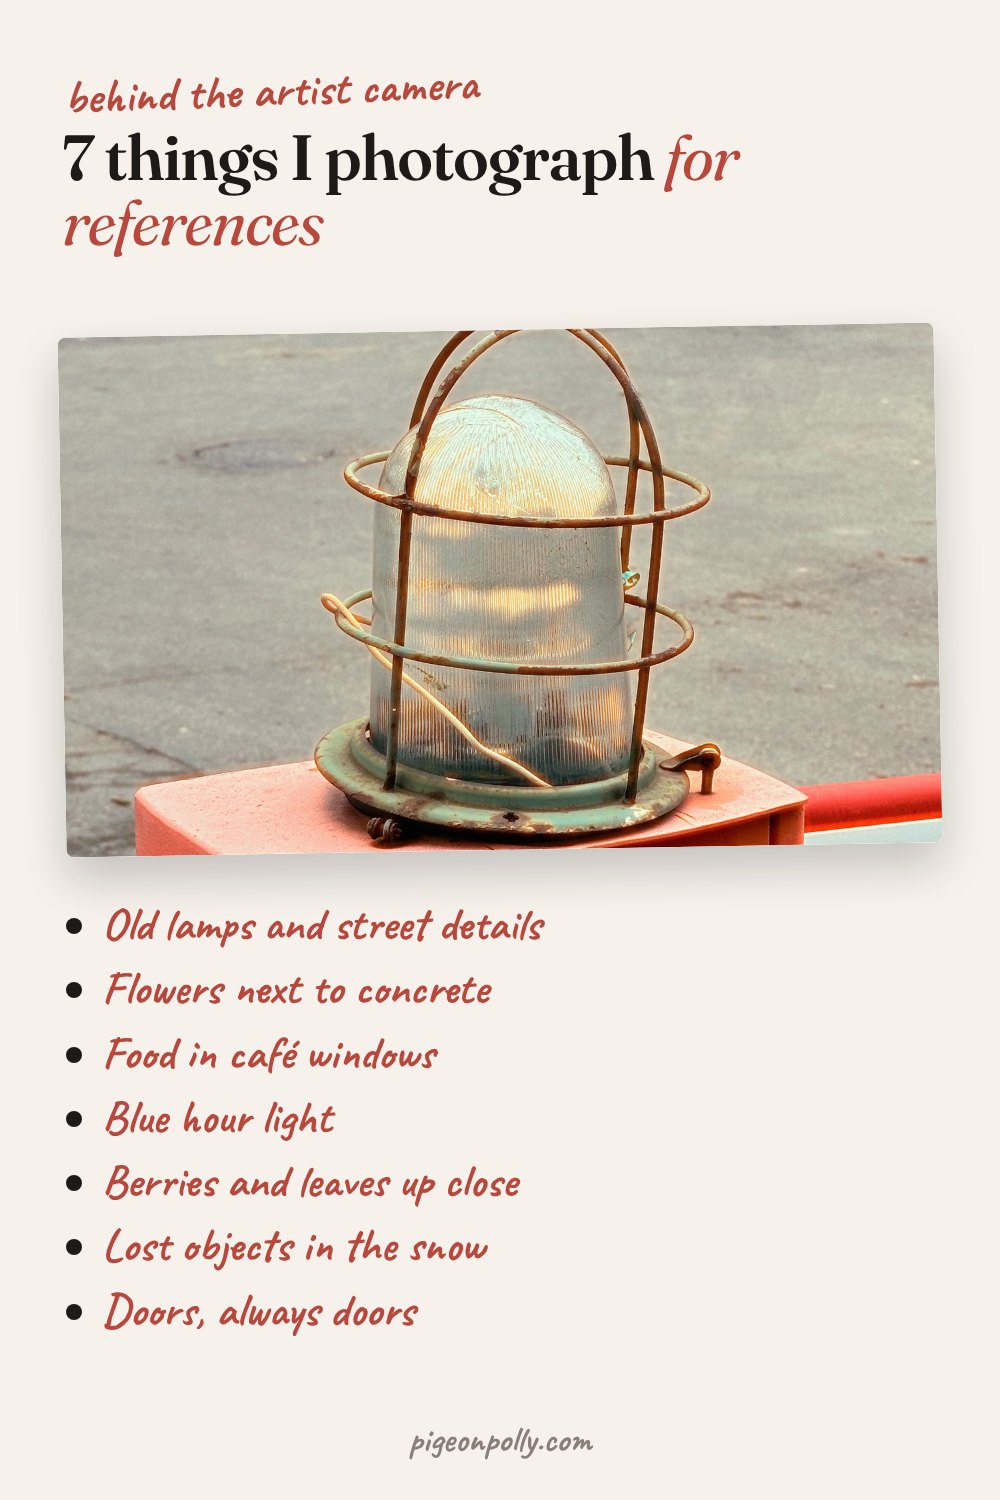 behind the artist camera
7 things I photograph for
references
Old lamps and street details
Flowers next to concrete
Food in café windows
Blue hour light
Berries and leaves up close
Lost objects in the snow
Doors, always doors
pigeonpolly.com